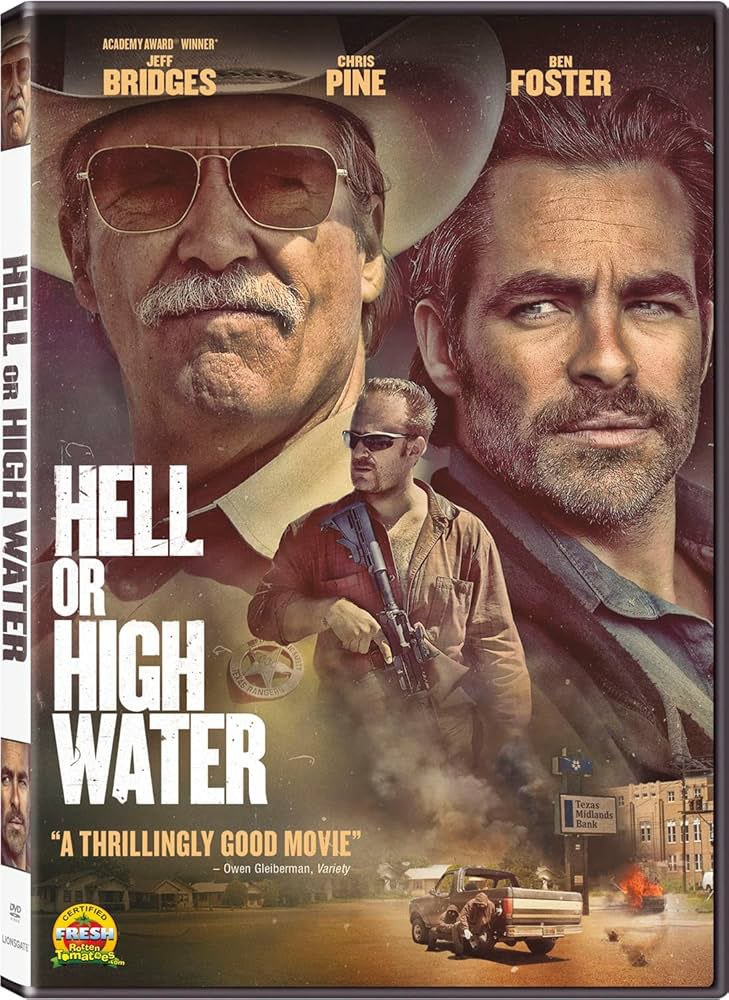 ACADEMY AWARD® WINNER*
JEFF
BRIDGES
CHRIS
PINE
BEN
FOSTER
HELL OR HIGH WATER
HELL
OR
HIGH
WATER
TEXAS RANGERS
Texas
Midlands
Bank
“A THRILLINGLY GOOD MOVIE”
– Owen Gleiberman, Variety
CERTIFIED
FRESH
Rotten
Tomatoes.com
DVD
LIONSGATE